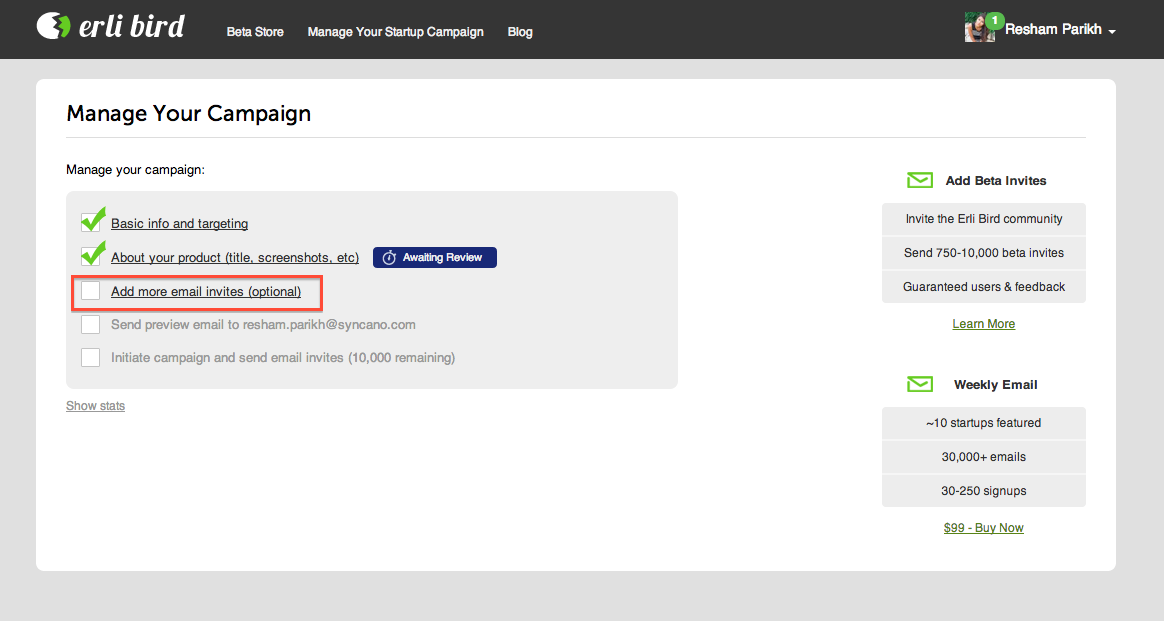 erli bird
Beta Store Manage Your Startup Campaign Blog
1
Resham Parikh
Manage Your Campaign
Manage your campaign:
Basic info and targeting
About your product (title, screenshots, etc)
Awaiting Review
Add more email invites (optional)
Send preview email to resham.parikh@syncano.com
Initiate campaign and send email invites (10,000 remaining)
Show stats
Add Beta Invites
Invite the Erli Bird community
Send 750-10,000 beta invites
Guaranteed users & feedback
Learn More
Weekly Email
~10 startups featured
30,000+ emails
30-250 signups
$99 - Buy Now